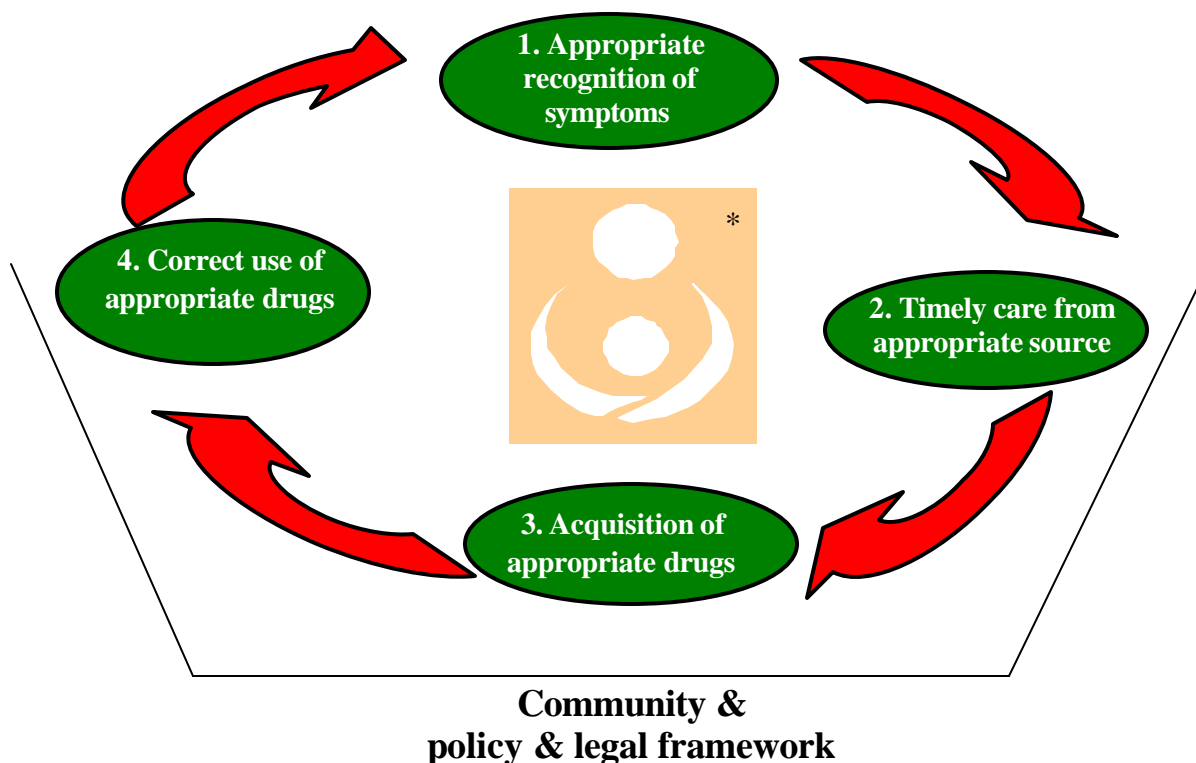 1. Appropriate
recognition of
symptoms
*
2. Timely care from
appropriate source
3. Acquisition of
appropriate drugs
4. Correct use of
appropriate drugs
Community &
policy & legal framework